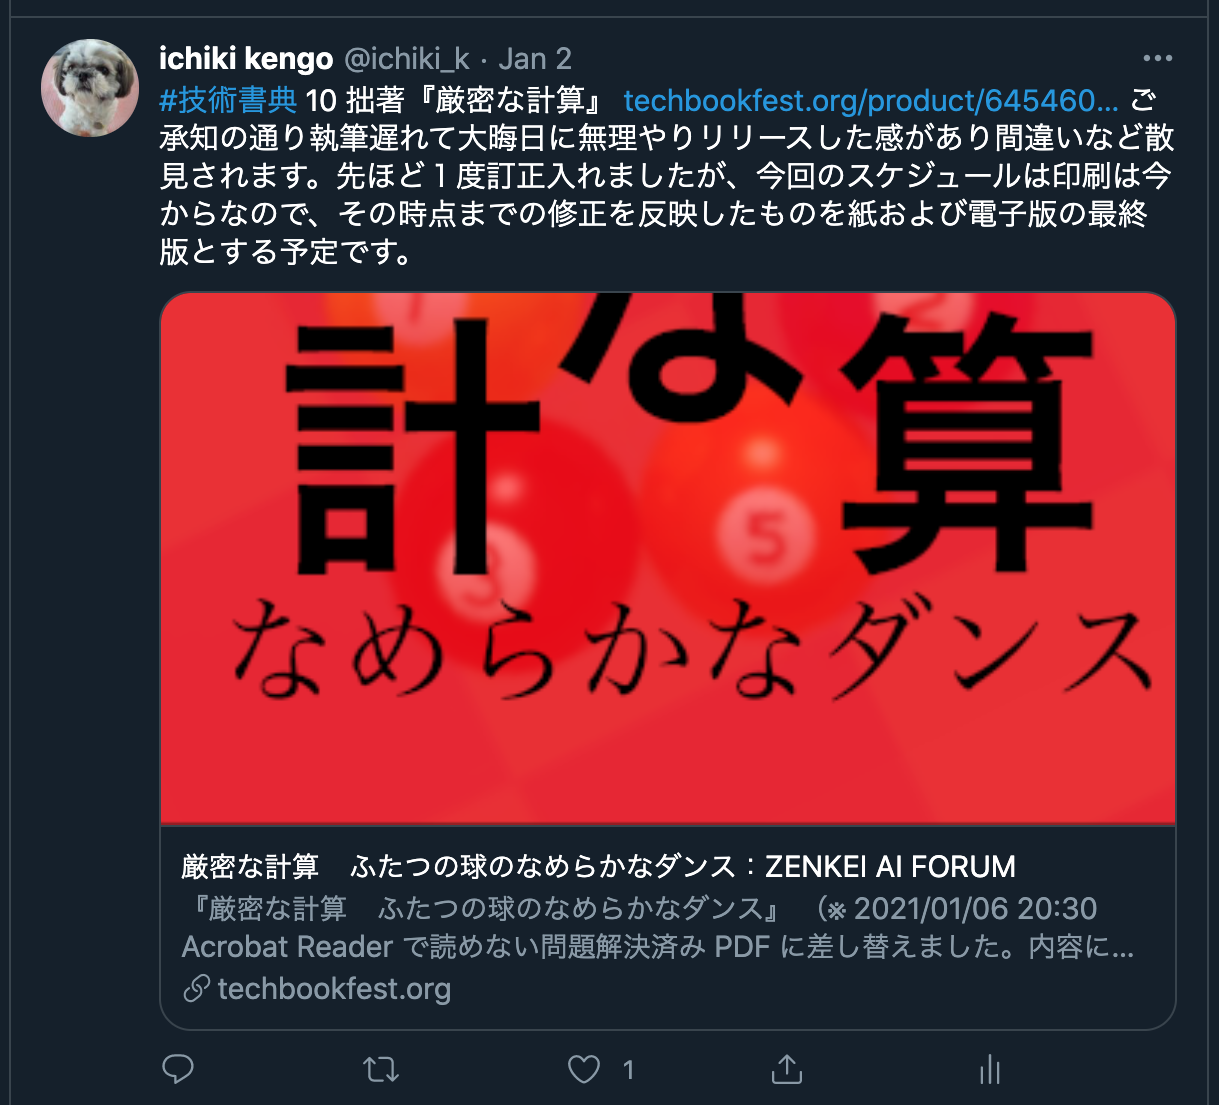 ichiki kengo @ichiki_k · Jan 2
#技術書典 10 拙著『厳密な計算』 techbookfest.org/product/645460… ご
承知の通り執筆遅れて大晦日に無理やりリリースした感があり間違いなど散
見されます。先ほど１度訂正入れましたが、今回のスケジュールは印刷は今
からなので、その時点までの修正を反映したものを紙および電子版の最終
版とする予定です。
1 2
計な算
3 5
なめらかなダンス
厳密な計算　ふたつの球のなめらかなダンス：ZENKEI AI FORUM
『厳密な計算　ふたつの球のなめらかなダンス』 （※ 2021/01/06 20:30
Acrobat Reader で読めない問題解決済み PDF に差し替えました。内容に…
techbookfest.org
1